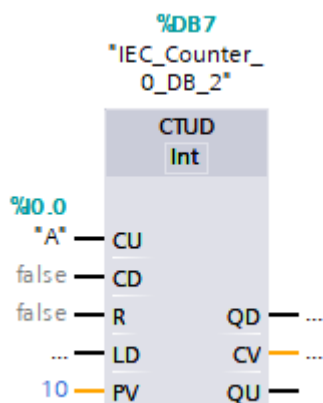 %DB7
"IEC_Counter_
0_DB_2"
CTUD
Int
%I0.0
"A" CU
false CD
false R QD ...
... LD CV ...
10 PV QU